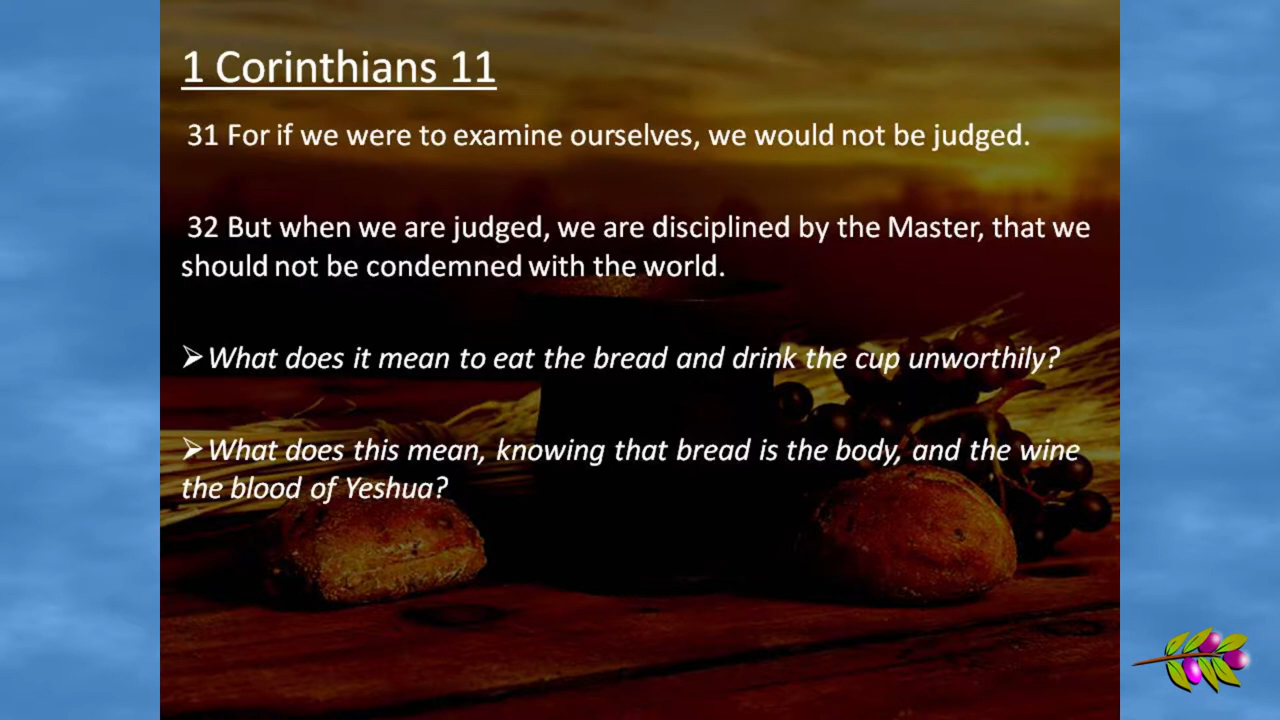 1 Corinthians 11
31 For if we were to examine ourselves, we would not be judged.
32 But when we are judged, we are disciplined by the Master, that we
should not be condemned with the world.
➢What does it mean to eat the bread and drink the cup unworthily?
➢What does this mean, knowing that bread is the body, and the wine
the blood of Yeshua?